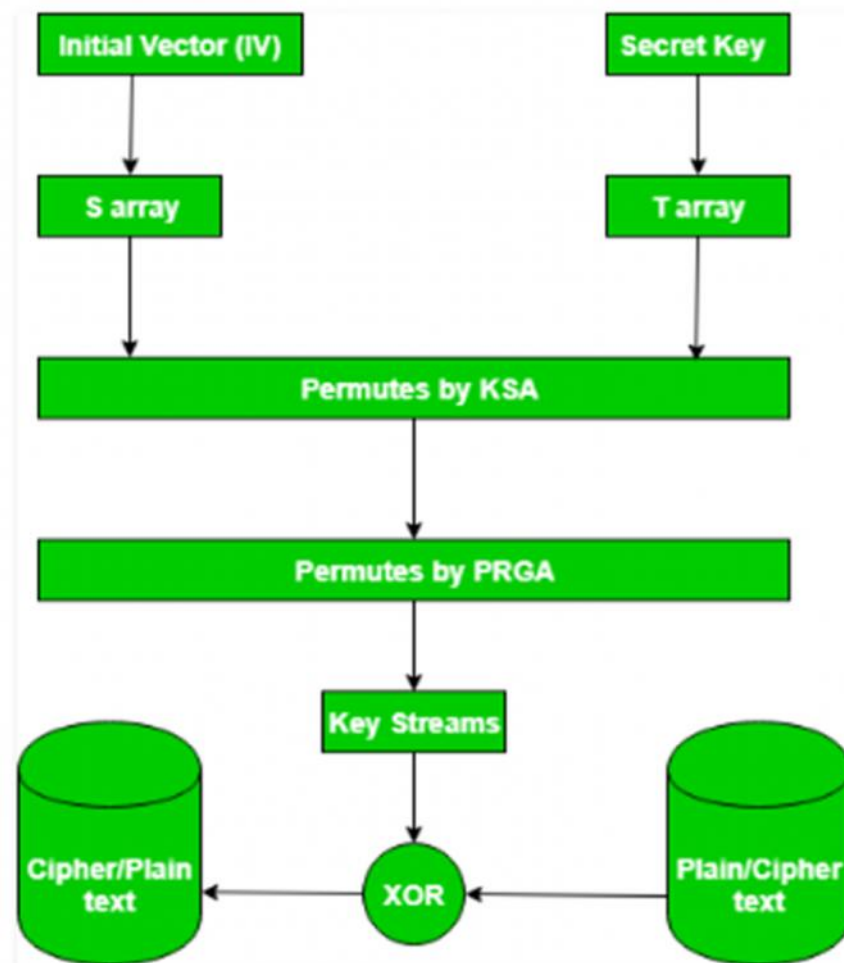 Initial Vector (IV)
Secret Key
S array
T array
Permutes by KSA
Permutes by PRGA
Key Streams
Cipher/Plain
text
XOR
Plain/Cipher
text